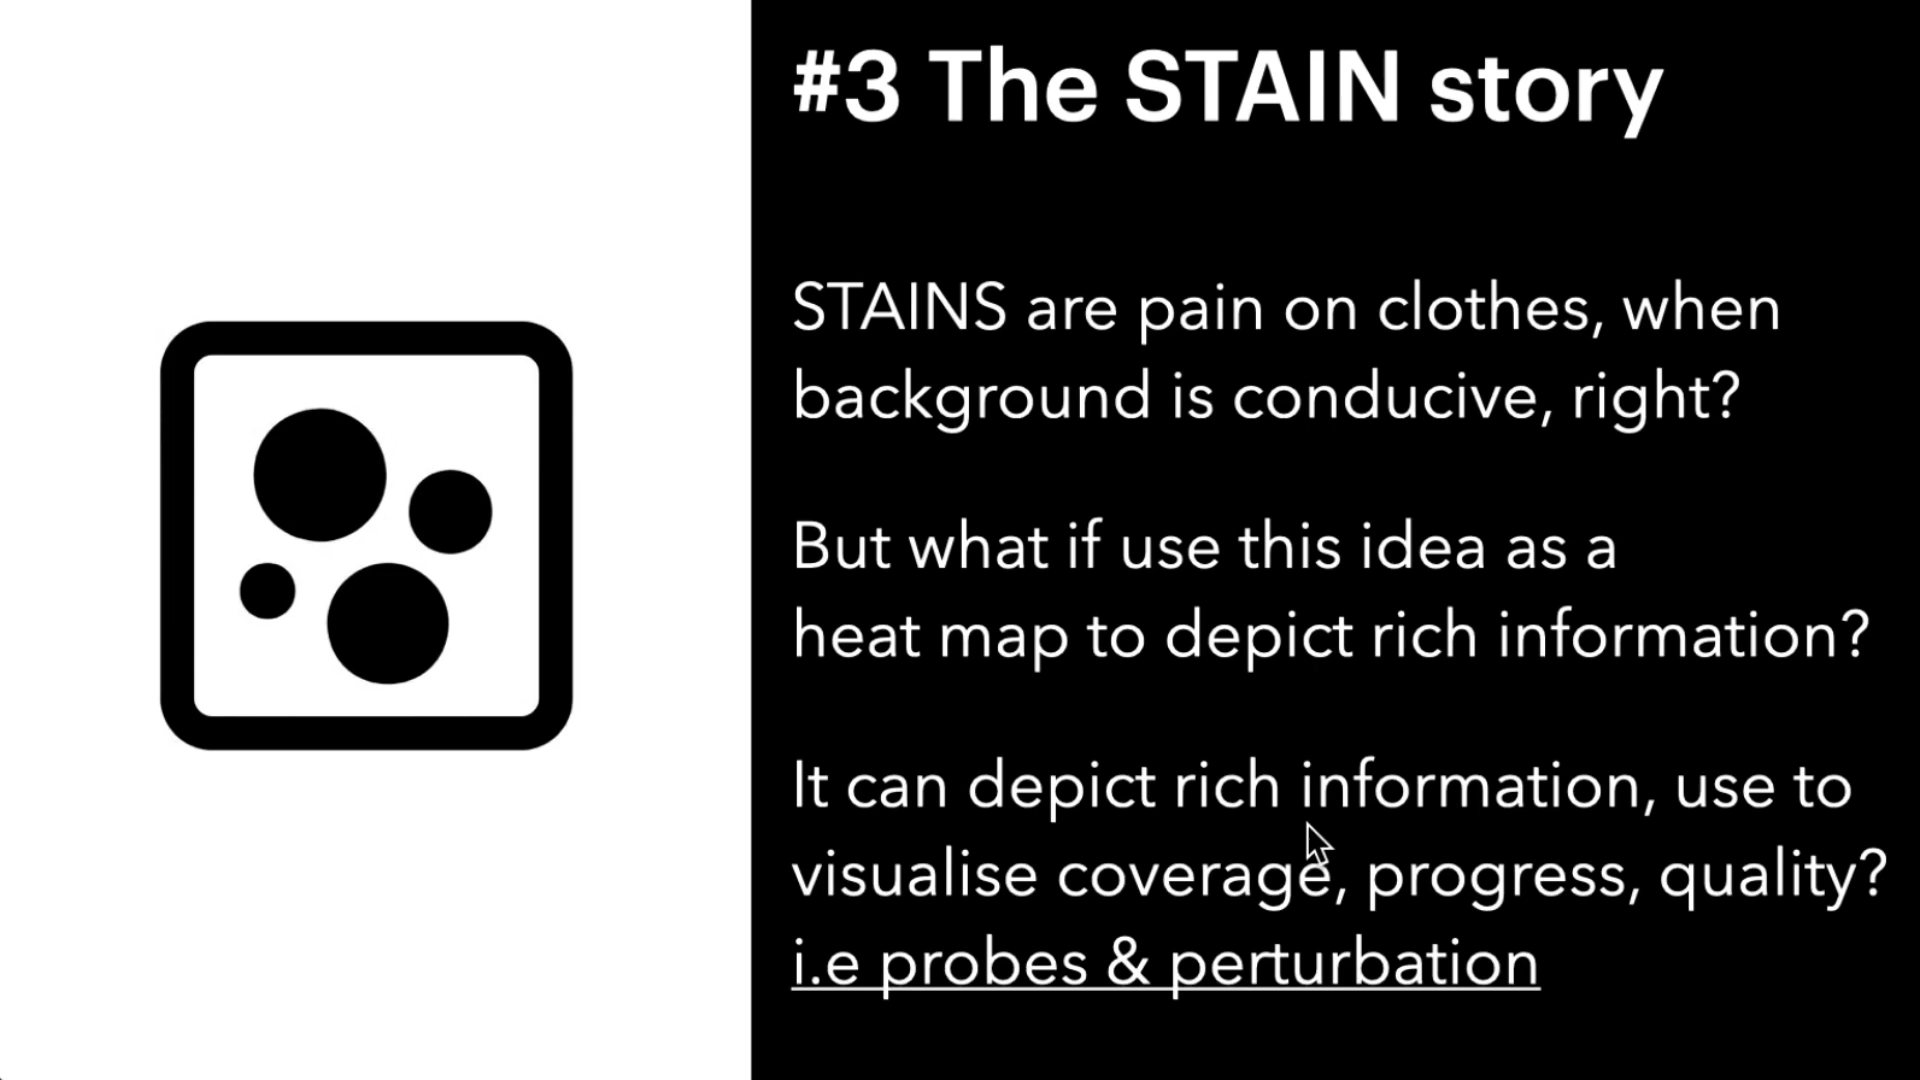 #3 The STAIN story
STAINS are pain on clothes, when
background is conducive, right?
But what if use this idea as a
heat map to depict rich information?
It can depict rich information, use to
visualise coverage, progress, quality?
i.e probes & perturbation